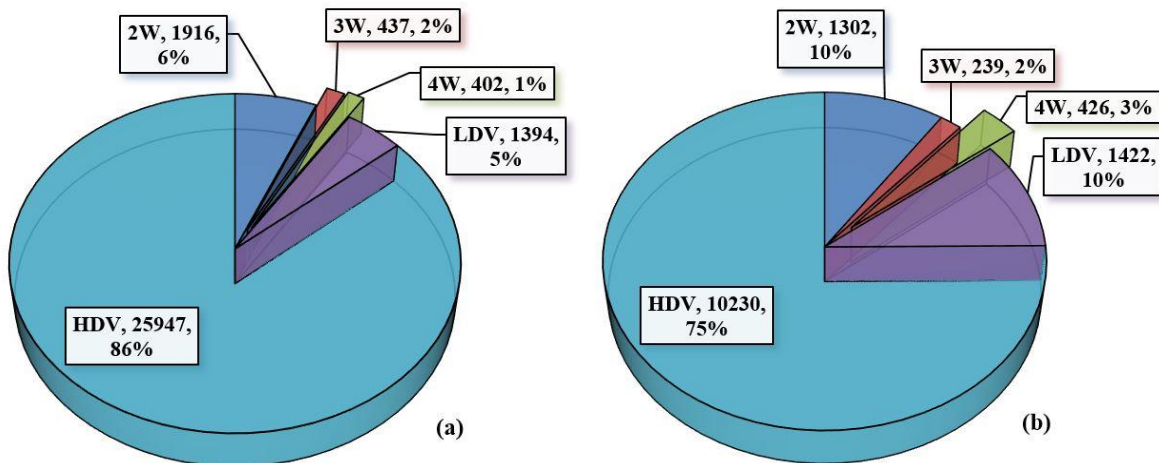 2W, 1916,
6%
3W, 437, 2%
4W, 402, 1%
LDV, 1394,
5%
HDV, 25947,
86%
(a)
2W, 1302,
10%
3W, 239, 2%
4W, 426, 3%
LDV, 1422,
10%
HDV, 10230,
75%
(b)